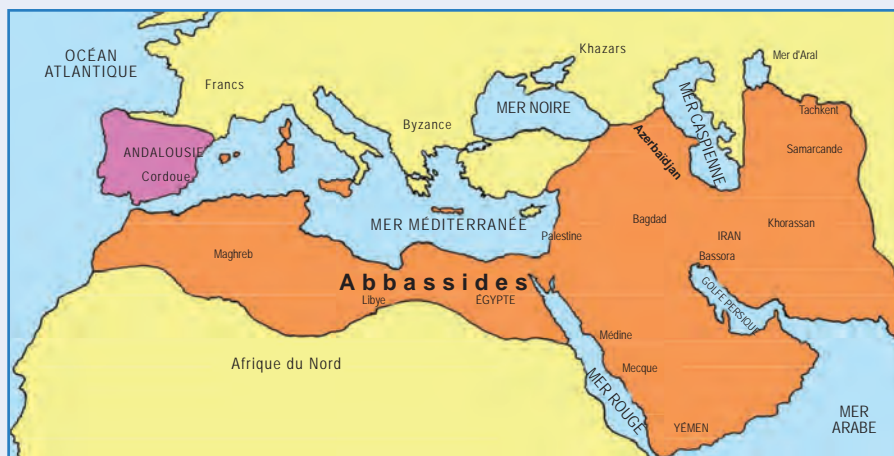 OCÉAN
ATLANTIQUE
Khazars
Mer d'Aral
Francs
MER NOIRE
MER CASPIENNE
Tachkent
Byzance
Azerbaïdjan
ANDALOUSIE
Samarcande
Cordoue
MER MÉDITERRANÉE
Palestine
Bagdad
Khorassan
IRAN
Maghreb
Bassora
Abbassides
Libye
ÉGYPTE
GOLFE PERSIQUE
Médine
Afrique du Nord
Mecque
MER ROUGE
MER
ARABE
YÉMEN